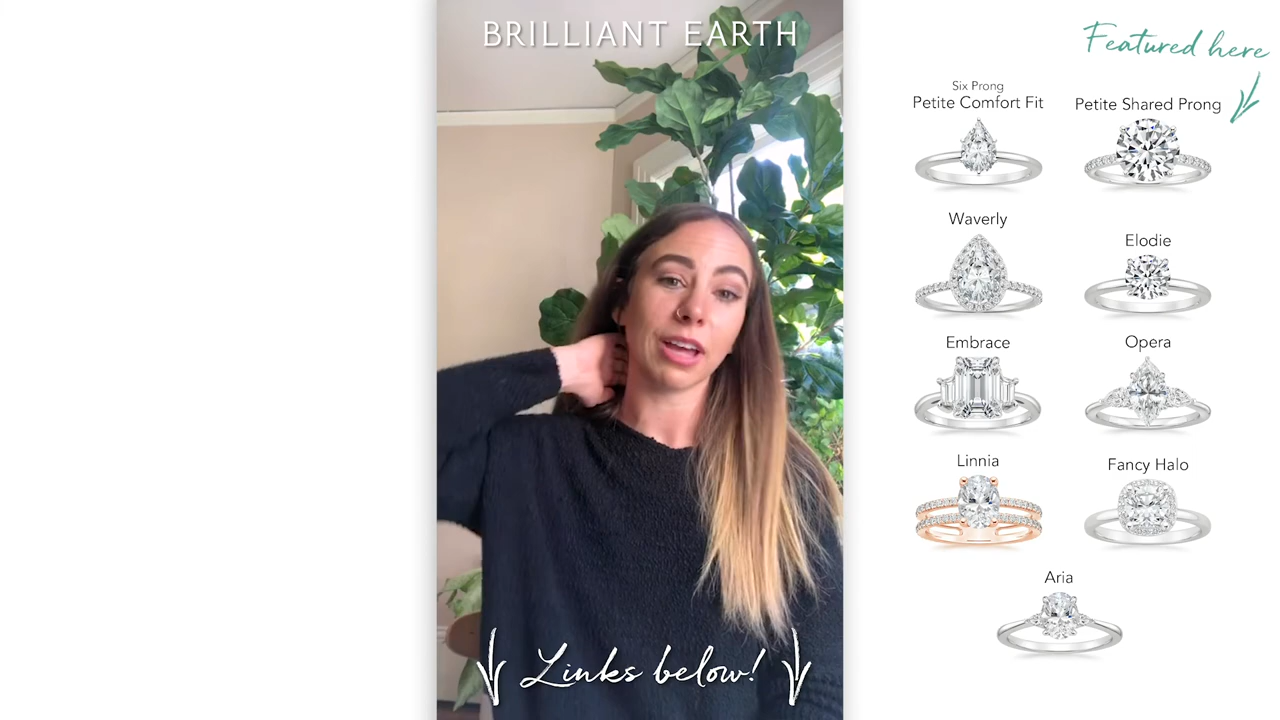 BRILLIANT EARTH
Links below!
Featured here
Six Prong
Petite Comfort Fit
Petite Shared Prong
Waverly
Elodie
Embrace
Opera
Linnia
Fancy Halo
Aria